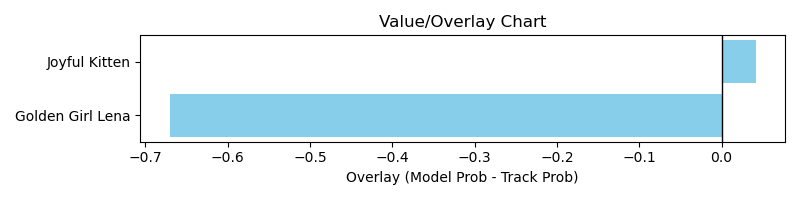 Value/Overlay Chart
Joyful Kitten
Golden Girl Lena
−0.7 −0.6 −0.5 −0.4 −0.3 −0.2 −0.1 0.0
Overlay (Model Prob - Track Prob)